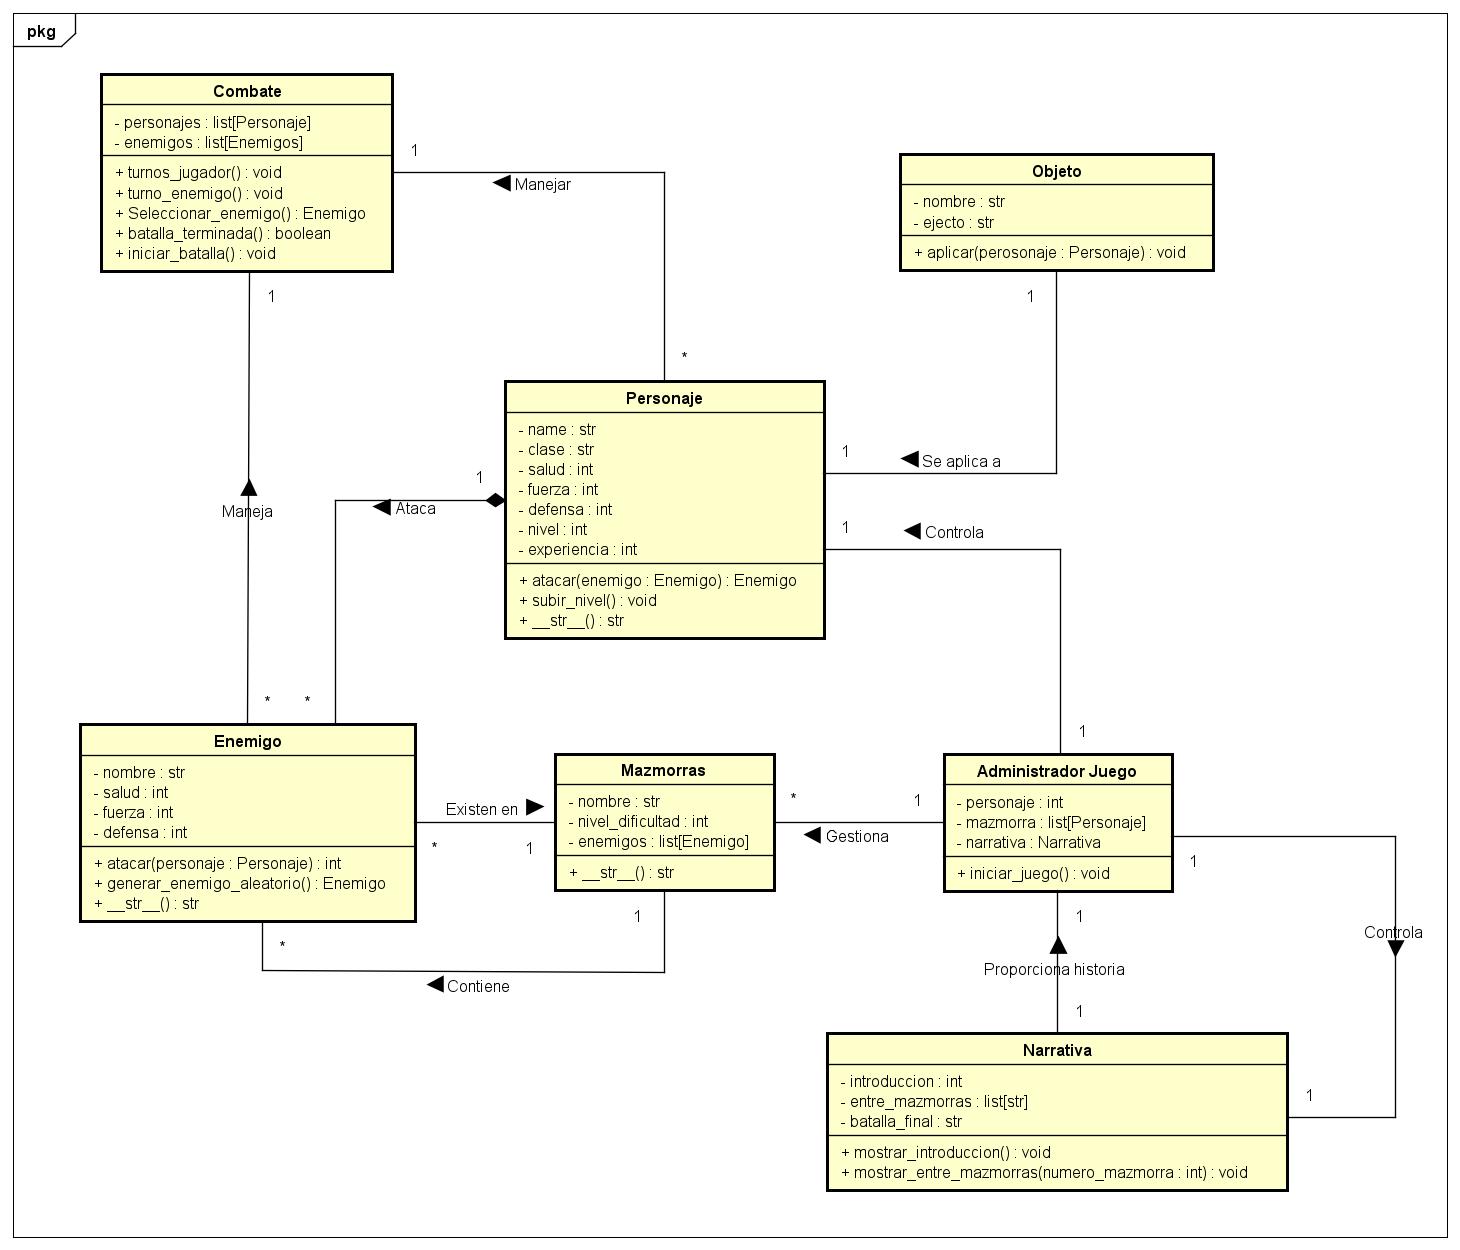 pkg
Combate
- personajes : list[Personaje]
- enemigos : list[Enemigos]
+ turnos_jugador() : void
+ turno_enemigo() : void
+ Seleccionar_enemigo() : Enemigo
+ batalla_terminada() : boolean
+ iniciar_batalla() : void
1
Manejar
*
1
Maneja
*
Objeto
- nombre : str
- ejecto : str
+ aplicar(perosonaje : Personaje) : void
1
Se aplica a
1
Personaje
- name : str
- clase : str
- salud : int
- fuerza : int
- defensa : int
- nivel : int
- experiencia : int
+ atacar(enemigo : Enemigo) : Enemigo
+ subir_nivel() : void
+ __str__() : str
1
Ataca
*
1
Controla
1
Enemigo
- nombre : str
- salud : int
- fuerza : int
- defensa : int
+ atacar(personaje : Personaje) : int
+ generar_enemigo_aleatorio() : Enemigo
+ __str__() : str
Existen en
*
1
Mazmorras
- nombre : str
- nivel_dificultad : int
- enemigos : list[Enemigo]
+ __str__() : str
*
1
Gestiona
Administrador Juego
- personaje : int
- mazmorra : list[Personaje]
- narrativa : Narrativa
+ iniciar_juego() : void
1
*
Contiene
1
Controla
1
1
Proporciona historia
1
Narrativa
- introduccion : int
- entre_mazmorras : list[str]
- batalla_final : str
+ mostrar_introduccion() : void
+ mostrar_entre_mazmorras(numero_mazmorra : int) : void